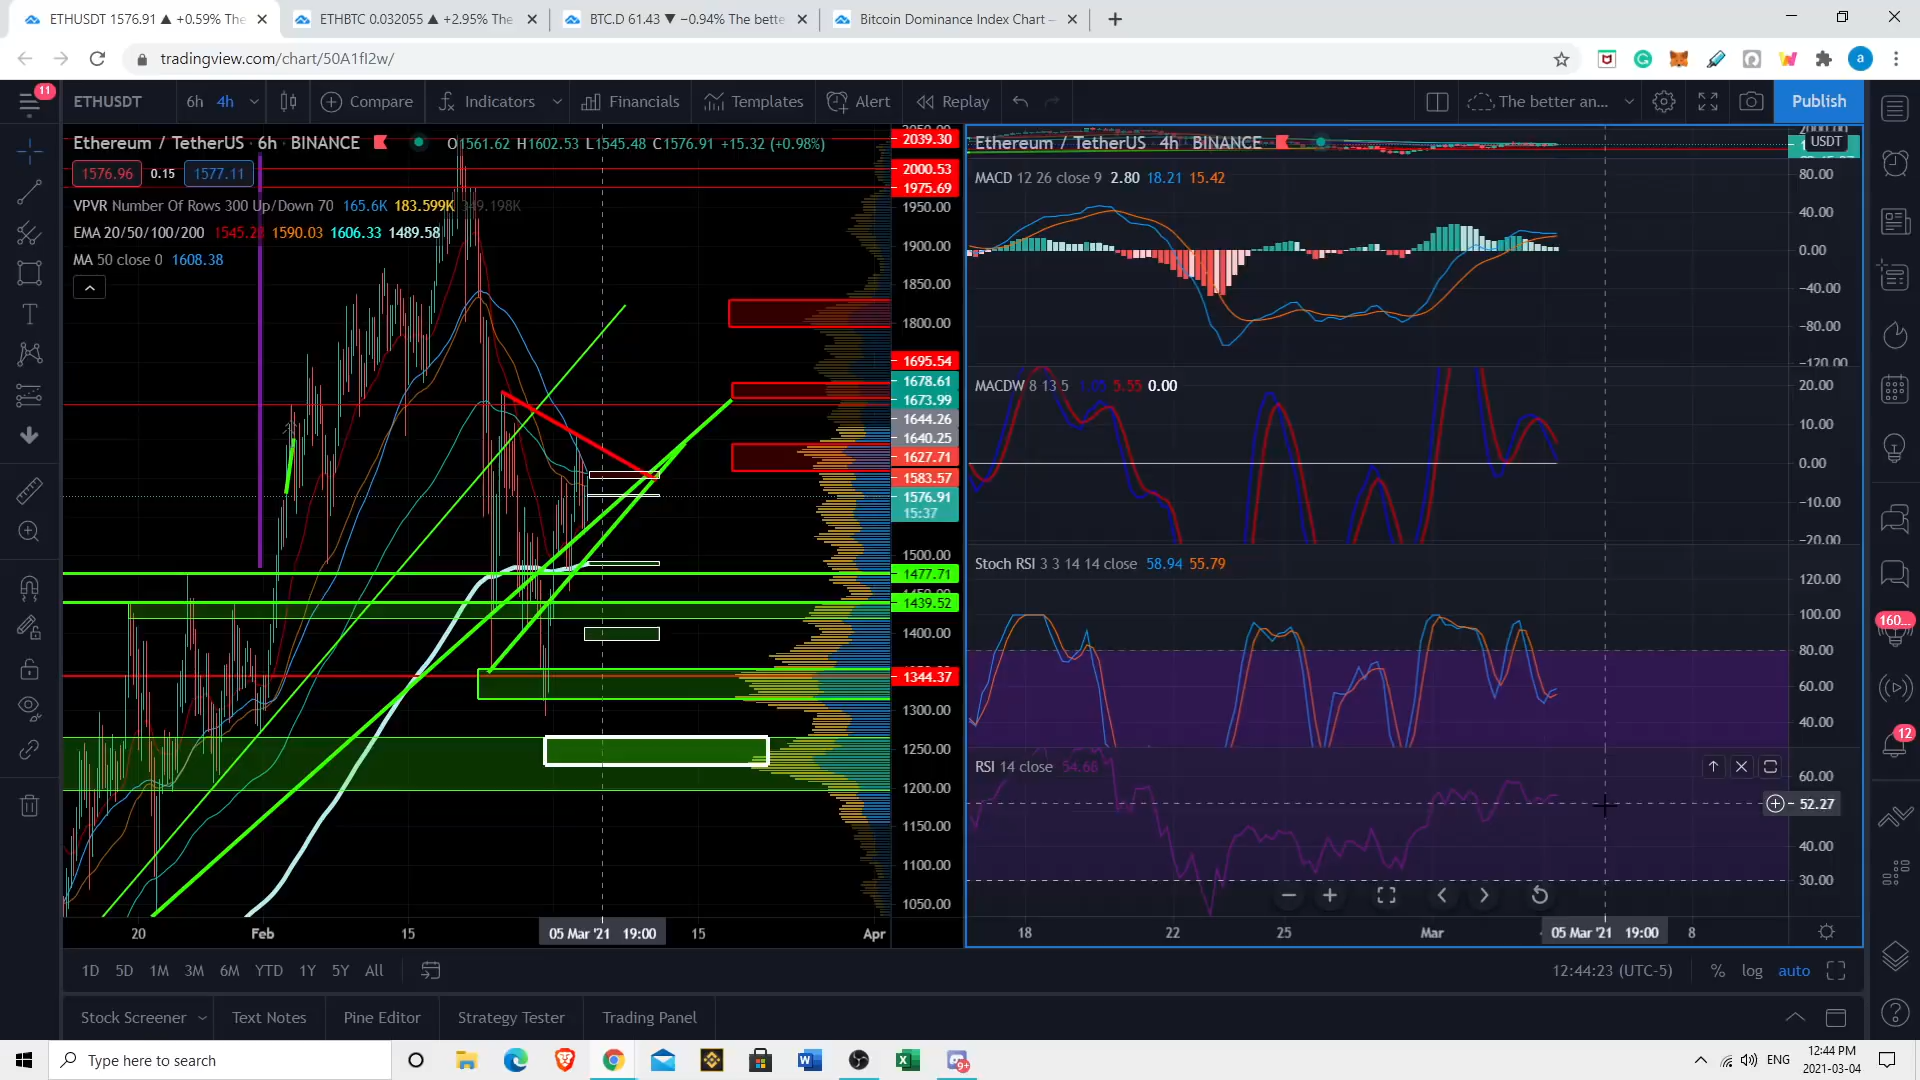 ETHUSDT 1576.91 ▲ +0.59% The
ETHBTC 0.032055 ▲ +2.95% The
BTC.D 61.43 ▼ −0.94% The bette
Bitcoin Dominance Index Chart –
tradingview.com/chart/50A1fI2w/
11
ETHUSDT
6h 4h
Compare
Indicators
Financials
Templates
Alert
Replay
The better an...
Publish
Ethereum / TetherUS · 6h · BINANCE
O1561.62 H1602.53 L1545.48 C1576.91 +15.32 (+0.98%)
1576.96 0.15 1577.11
VPVR Number Of Rows 300 Up/Down 70 165.6K 183.599K 349.198K
EMA 20/50/100/200 1590.03 1606.33 1489.58
MA 50 close 0 1608.38
2039.30
2000.53
1975.69
1950.00
1900.00
1850.00
1800.00
1695.54
1678.61
1673.99
1644.26
1640.25
1627.71
1583.57
1576.91
15:37
1500.00
1477.71
1439.52
1400.00
1344.37
1300.00
1250.00
1200.00
1150.00
1100.00
1050.00
20 Feb 15 05 Mar '21 19:00 15 Apr
Ethereum / TetherUS 4h BINANCE
USDT
MACD 12 26 close 9 2.80 18.21 15.42
80.00
40.00
0.00
−40.00
−80.00
−120.00
MACDW 8 13 5 5.55 0.00
20.00
10.00
0.00
−10.00
−20.00
Stoch RSI 3 3 14 14 close 58.94 55.79
120.00
100.00
80.00
60.00
40.00
RSI 14 close 54.68
60.00
52.27
40.00
30.00
18 22 25 Mar 05 Mar '21 19:00 8
160...
12
1D 5D 1M 3M 6M YTD 1Y 5Y All
12:44:23 (UTC-5) % log auto
Stock Screener
Text Notes
Pine Editor
Strategy Tester
Trading Panel
Type here to search
9+
ENG
12:44 PM
2021-03-04